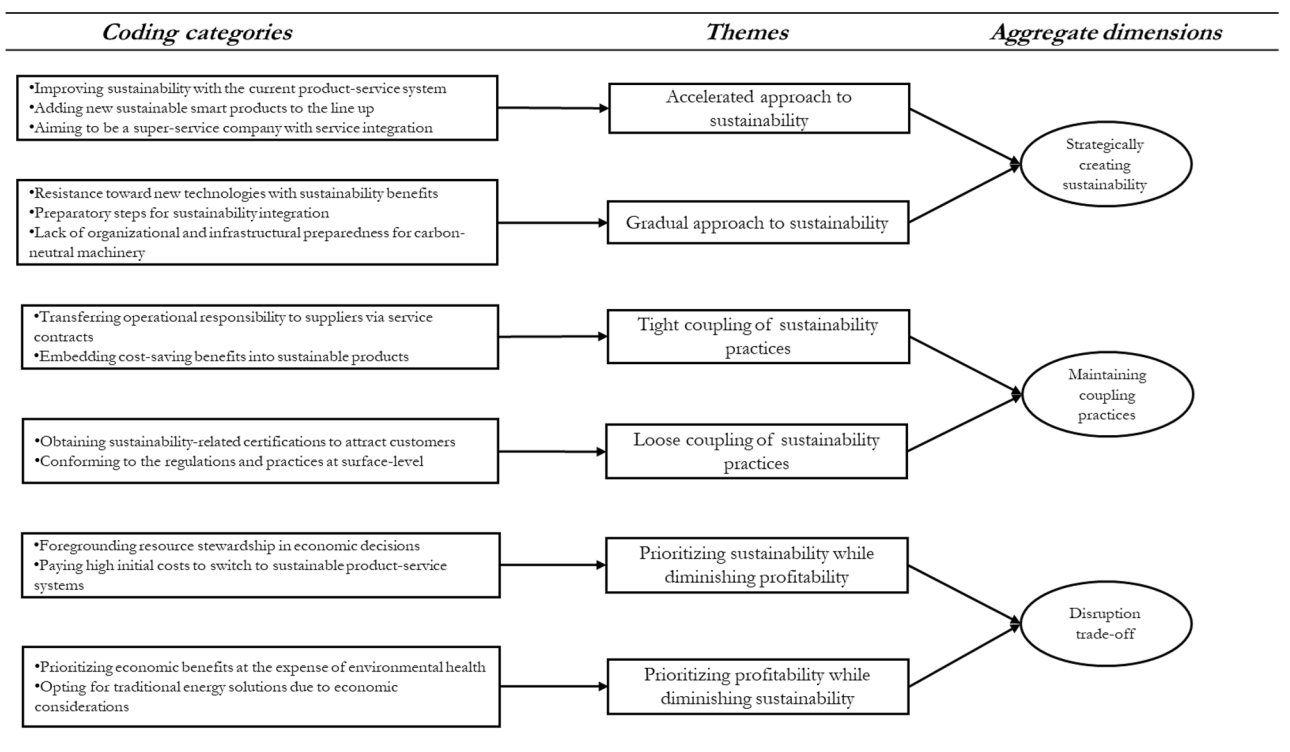 Coding categories
Themes
Aggregate dimensions
•Improving sustainability with the current product-service system
•Adding new sustainable smart products to the line up
•Aiming to be a super-service company with service integration
Accelerated approach to
sustainability
Strategically
creating
sustainability
•Resistance toward new technologies with sustainability benefits
•Preparatory steps for sustainability integration
•Lack of organizational and infrastructural preparedness for carbon-
neutral machinery
Gradual approach to sustainability
•Transferring operational responsibility to suppliers via service
contracts
•Embedding cost-saving benefits into sustainable products
Tight coupling of sustainability
practices
Maintaining
coupling
practices
•Obtaining sustainability-related certifications to attract customers
•Conforming to the regulations and practices at surface-level
Loose coupling of sustainability
practices
•Foregrounding resource stewardship in economic decisions
•Paying high initial costs to switch to sustainable product-service
systems
Prioritizing sustainability while
diminishing profitability
Disruption
trade-off
•Prioritizing economic benefits at the expense of environmental health
•Opting for traditional energy solutions due to economic
considerations
Prioritizing profitability while
diminishing sustainability